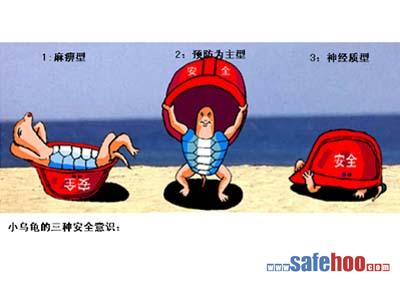 1:麻痹型
2：预防为主型
3：神经质型
安全
安全
安全
小乌龟的三种安全意识：
www.safehoo.com